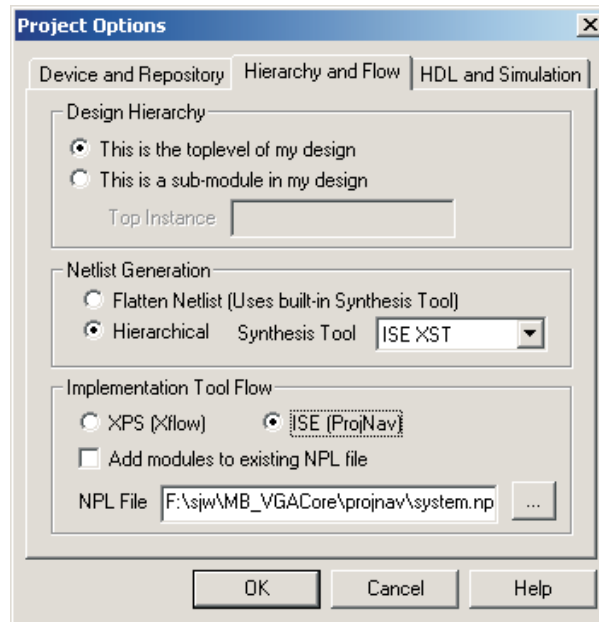 Project Options
Device and Repository Hierarchy and Flow HDL and Simulation
Design Hierarchy
This is the toplevel of my design
This is a sub-module in my design
Top Instance
Netlist Generation
Flatten Netlist (Uses built-in Synthesis Tool)
Hierarchical Synthesis Tool ISE XST
Implementation Tool Flow
XPS (Xflow) ISE (ProjNav)
Add modules to existing NPL file
NPL File F:\sjw\MB_VGACore\projnav\system.np ...
OK Cancel Help